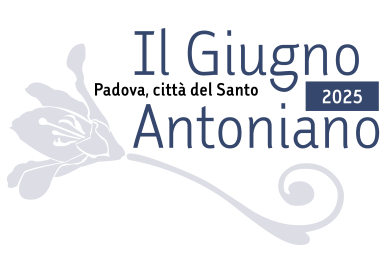 Il Giugno
Padova, città del Santo
2025
Antoniano